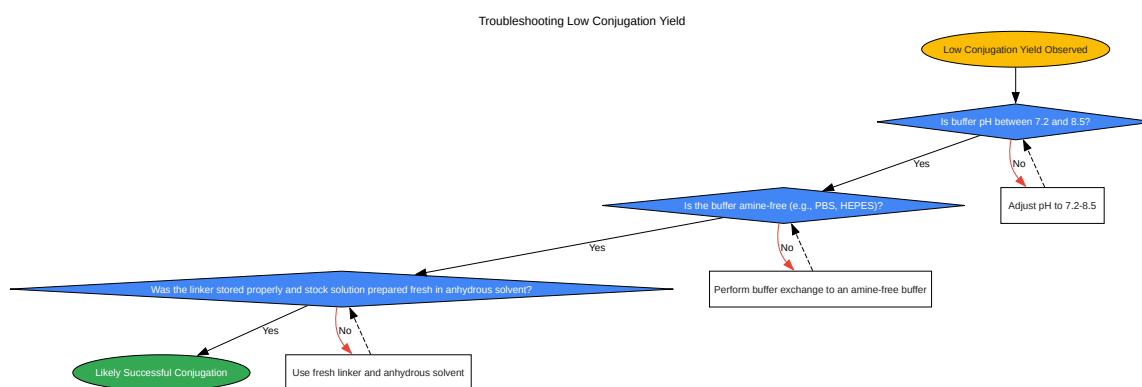 Troubleshooting Low Conjugation Yield
Low Conjugation Yield Observed
Is buffer pH between 7.2 and 8.5?
Yes
No
Adjust pH to 7.2-8.5
Is the buffer amine-free (e.g., PBS, HEPES)?
Yes
No
Perform buffer exchange to an amine-free buffer
Was the linker stored properly and stock solution prepared fresh in anhydrous solvent?
Yes
No
Likely Successful Conjugation
Use fresh linker and anhydrous solvent